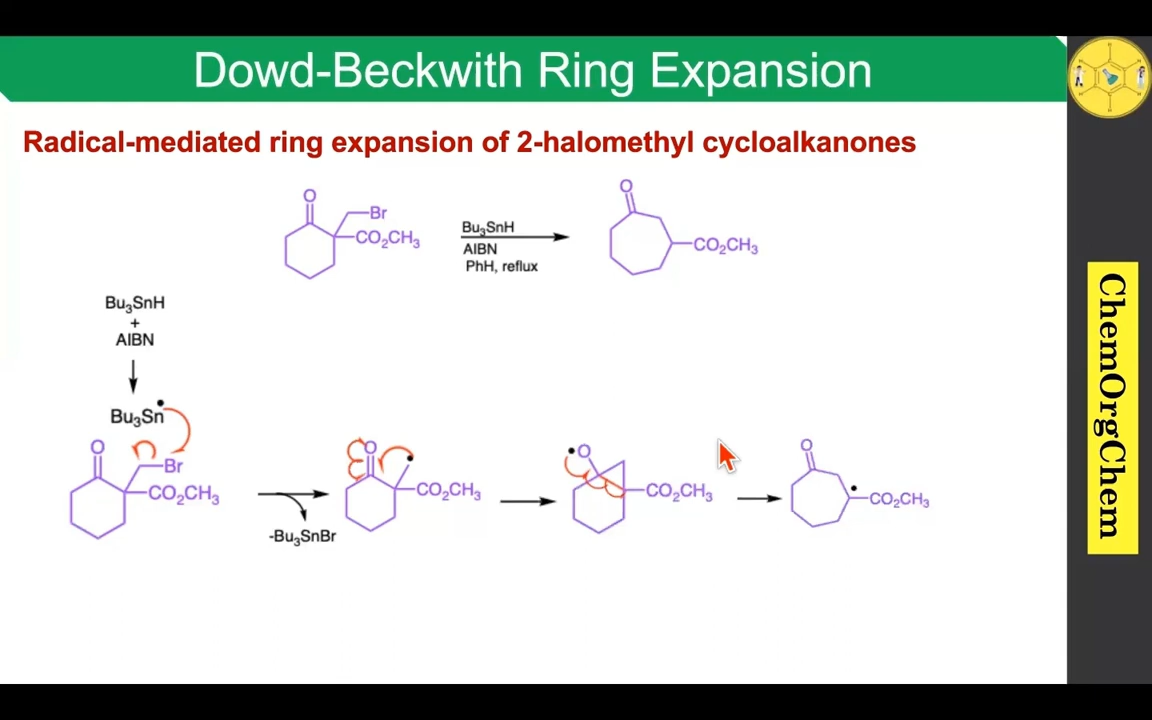 Dowd-Beckwith Ring Expansion
Radical-mediated ring expansion of 2-halomethyl cycloalkanones
O
Br
CO₂CH₃
Bu₃SnH
AIBN
PhH, reflux
O
CO₂CH₃
Bu₃SnH
+
AIBN
Bu₃Sn•
O
Br
CO₂CH₃
-Bu₃SnBr
O
CO₂CH₃
•O
CO₂CH₃
O
CO₂CH₃
ChemOrgChem